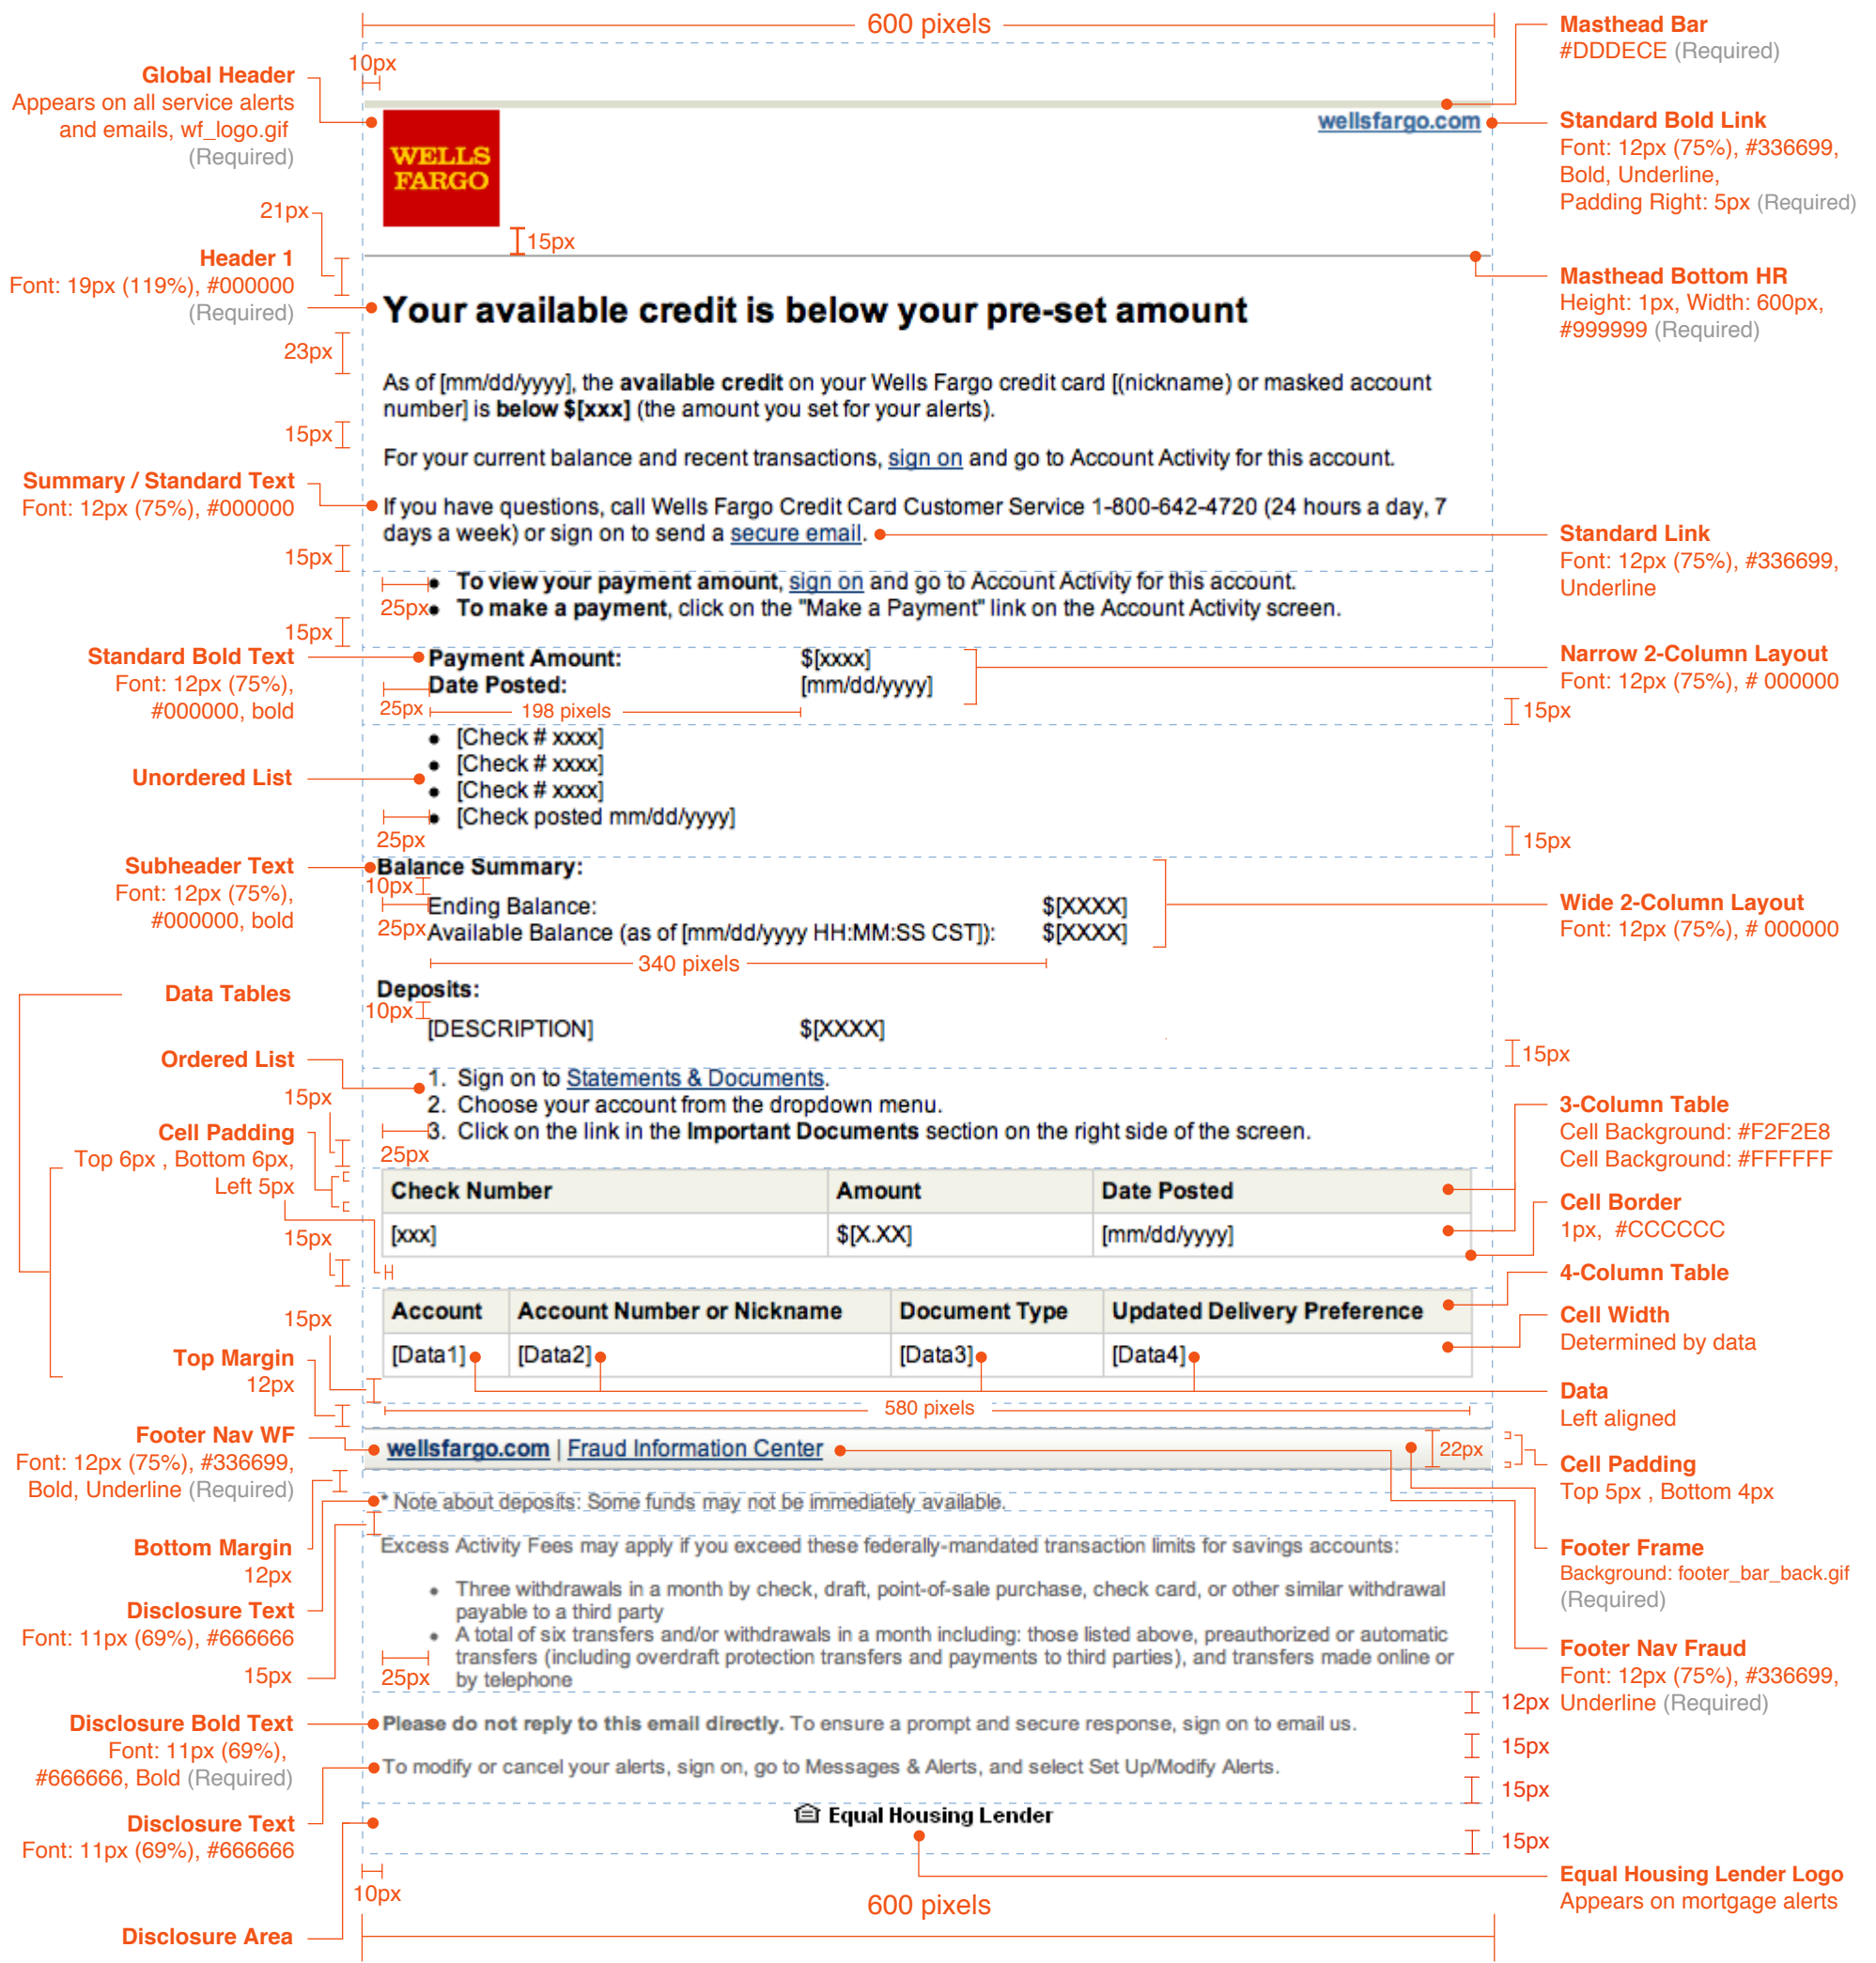 600 pixels
Masthead Bar
#DDDECE (Required)
10px
Global Header
Appears on all service alerts
and emails, wf_logo.gif
(Required)
WELLS
FARGO
wellsfargo.com
Standard Bold Link
Font: 12px (75%), #336699,
Bold, Underline,
Padding Right: 5px (Required)
21px
15px
Header 1
Font: 19px (119%), #000000
(Required)
Masthead Bottom HR
Height: 1px, Width: 600px,
#999999 (Required)
Your available credit is below your pre-set amount
23px
As of [mm/dd/yyyy], the available credit on your Wells Fargo credit card [(nickname) or masked account
number] is below $[xxx] (the amount you set for your alerts).
15px
For your current balance and recent transactions, sign on and go to Account Activity for this account.
Summary / Standard Text
Font: 12px (75%), #000000
If you have questions, call Wells Fargo Credit Card Customer Service 1-800-642-4720 (24 hours a day, 7
days a week) or sign on to send a secure email.
Standard Link
Font: 12px (75%), #336699,
Underline
15px
• To view your payment amount, sign on and go to Account Activity for this account.
25px
• To make a payment, click on the "Make a Payment" link on the Account Activity screen.
15px
Standard Bold Text
Font: 12px (75%),
#000000, bold
Payment Amount: $[xxxx]
Date Posted: [mm/dd/yyyy]
Narrow 2-Column Layout
Font: 12px (75%), # 000000
25px
198 pixels
15px
• [Check # xxxx]
• [Check # xxxx]
• [Check # xxxx]
• [Check posted mm/dd/yyyy]
Unordered List
25px
15px
Subheader Text
Font: 12px (75%),
#000000, bold
Balance Summary:
10px
Ending Balance: $[XXXX]
25px
Available Balance (as of [mm/dd/yyyy HH:MM:SS CST]): $[XXXX]
Wide 2-Column Layout
Font: 12px (75%), # 000000
340 pixels
Data Tables
Deposits:
10px
[DESCRIPTION] $[XXXX]
15px
Ordered List
1. Sign on to Statements & Documents.
2. Choose your account from the dropdown menu.
3. Click on the link in the Important Documents section on the right side of the screen.
15px
25px
Cell Padding
Top 6px , Bottom 6px,
Left 5px
3-Column Table
Cell Background: #F2F2E8
Cell Background: #FFFFFF
Check Number Amount Date Posted
[xxx] $[X.XX] [mm/dd/yyyy]
Cell Border
1px, #CCCCCC
15px
4-Column Table
Account Account Number or Nickname Document Type Updated Delivery Preference
[Data1] [Data2] [Data3] [Data4]
Cell Width
Determined by data
15px
Top Margin
12px
Data
Left aligned
580 pixels
Footer Nav WF
Font: 12px (75%), #336699,
Bold, Underline (Required)
wellsfargo.com | Fraud Information Center
22px
Cell Padding
Top 5px , Bottom 4px
* Note about deposits: Some funds may not be immediately available.
Bottom Margin
12px
Excess Activity Fees may apply if you exceed these federally-mandated transaction limits for savings accounts:
Footer Frame
Background: footer_bar_back.gif
(Required)
• Three withdrawals in a month by check, draft, point-of-sale purchase, check card, or other similar withdrawal
payable to a third party
• A total of six transfers and/or withdrawals in a month including: those listed above, preauthorized or automatic
transfers (including overdraft protection transfers and payments to third parties), and transfers made online or
by telephone
Disclosure Text
Font: 11px (69%), #666666
15px
25px
Footer Nav Fraud
Font: 12px (75%), #336699,
Underline (Required)
12px
Disclosure Bold Text
Font: 11px (69%),
#666666, Bold (Required)
Please do not reply to this email directly. To ensure a prompt and secure response, sign on to email us.
15px
To modify or cancel your alerts, sign on, go to Messages & Alerts, and select Set Up/Modify Alerts.
15px
Disclosure Text
Font: 11px (69%), #666666
Equal Housing Lender
15px
Equal Housing Lender Logo
Appears on mortgage alerts
10px
600 pixels
Disclosure Area